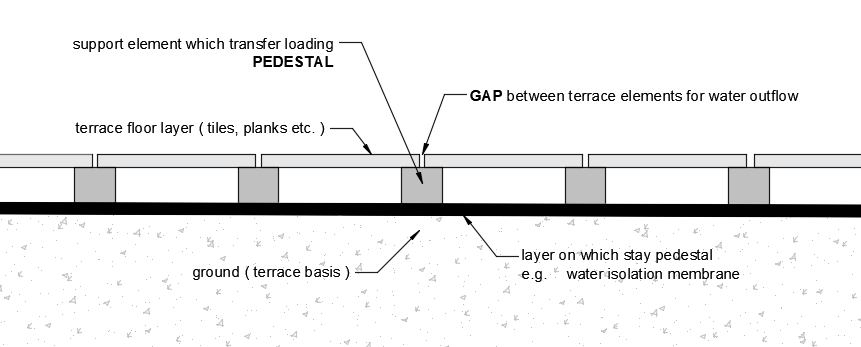 support element which transfer loading
PEDESTAL
GAP between terrace elements for water outflow
terrace floor layer ( tiles, planks etc. )
layer on which stay pedestal
e.g. water isolation membrane
ground ( terrace basis )